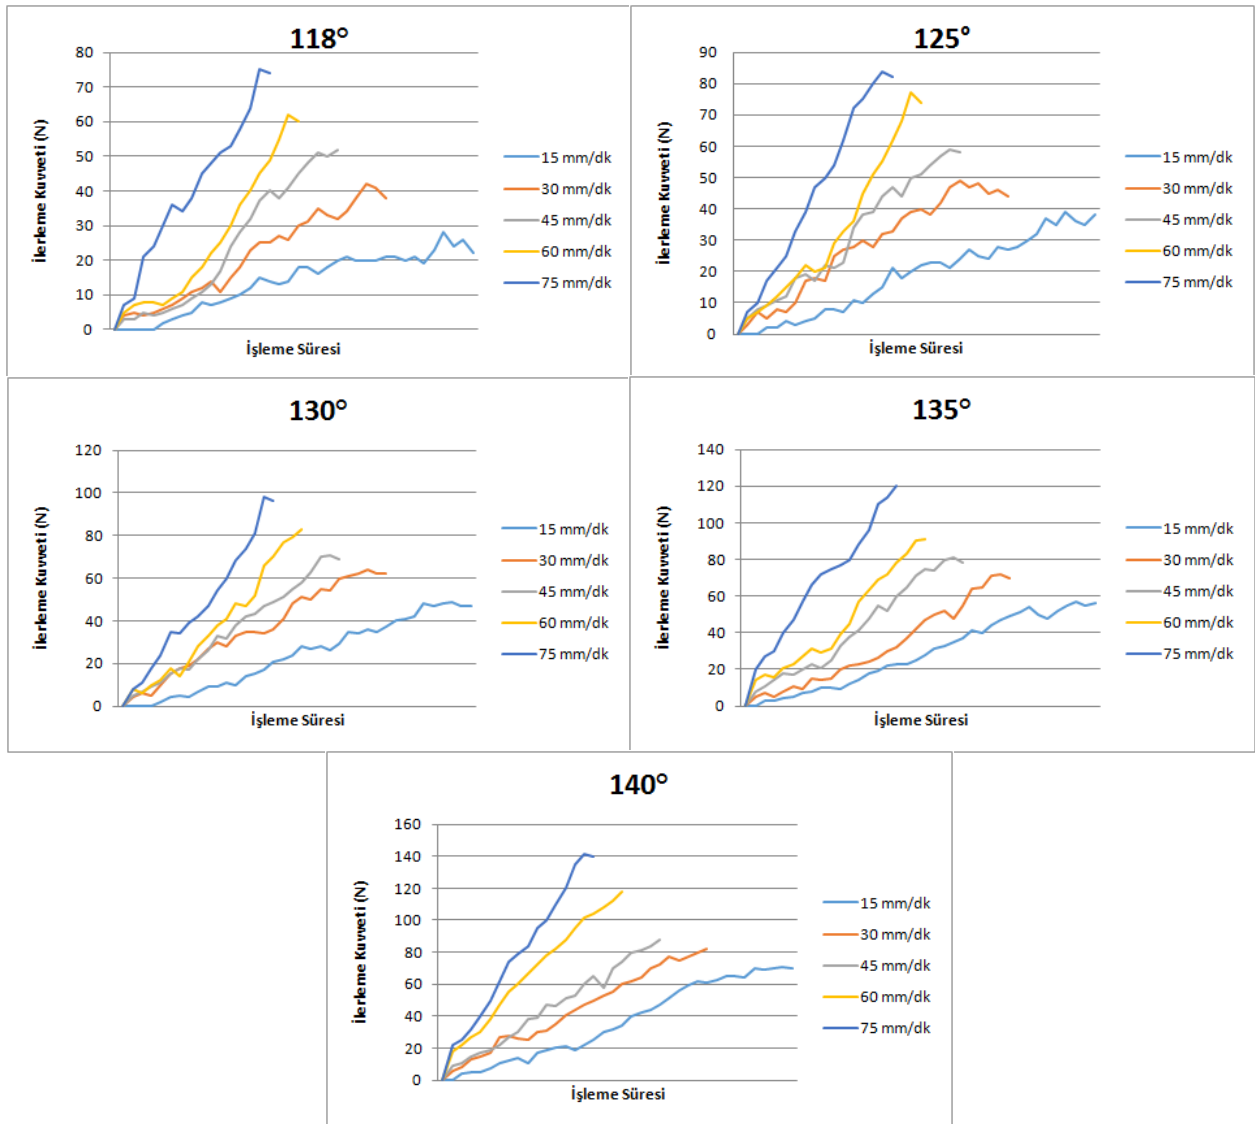 118°
80
70
60
50
40
30
20
10
0
İlerleme Kuvveti (N)
İşleme Süresi
15 mm/dk
30 mm/dk
45 mm/dk
60 mm/dk
75 mm/dk
125°
90
80
70
60
50
40
30
20
10
0
İlerleme Kuvveti (N)
İşleme Süresi
15 mm/dk
30 mm/dk
45 mm/dk
60 mm/dk
75 mm/dk
130°
120
100
80
60
40
20
0
İlerleme Kuvveti (N)
İşleme Süresi
15 mm/dk
30 mm/dk
45 mm/dk
60 mm/dk
75 mm/dk
135°
140
120
100
80
60
40
20
0
İlerleme Kuvveti (N)
İşleme Süresi
15 mm/dk
30 mm/dk
45 mm/dk
60 mm/dk
75 mm/dk
140°
160
140
120
100
80
60
40
20
0
İlerleme Kuvveti (N)
İşleme Süresi
15 mm/dk
30 mm/dk
45 mm/dk
60 mm/dk
75 mm/dk